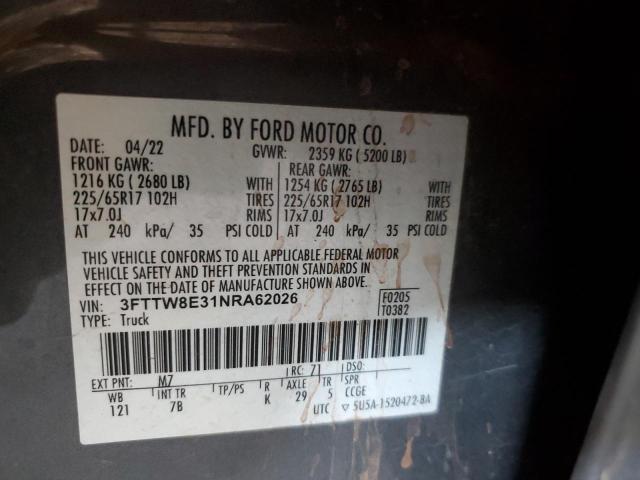 MFD. BY FORD MOTOR CO.
DATE: 04/22 GVWR: 2359 KG ( 5200 LB)
FRONT GAWR: REAR GAWR:
1216 KG ( 2680 LB) WITH 1254 KG ( 2765 LB) WITH
225/65R17 102H TIRES 225/65R17 102H TIRES
17x7.0J RIMS 17x7.0J RIMS
AT 240 kPa/ 35 PSI COLD AT 240 kPa/ 35 PSI COLD
THIS VEHICLE CONFORMS TO ALL APPLICABLE FEDERAL MOTOR
VEHICLE SAFETY AND THEFT PREVENTION STANDARDS IN
EFFECT ON THE DATE OF MANUFACTURE SHOWN ABOVE.
VIN: 3FTTW8E31NRA62026 F0205
TYPE: Truck T0382
EXT PNT: M7 RC: 71 DSO:
WB INT TR TP/PS R AXLE TR SPR
121 7B K 29 5 CCGE
UTC ▽ 5U5A-1520472-BA